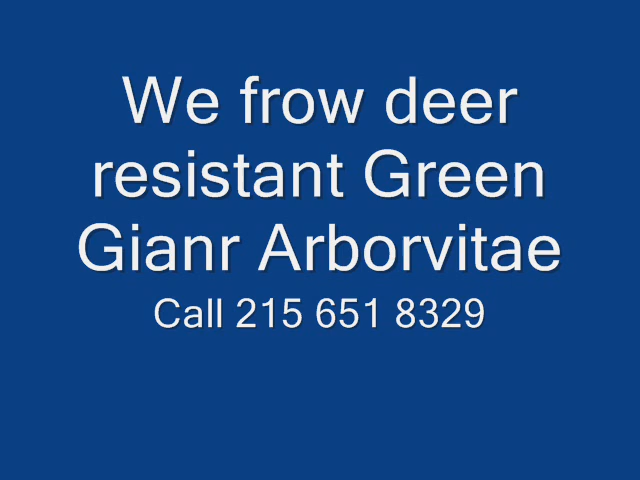 We frow deer
resistant Green
Gianr Arborvitae
Call 215 651 8329